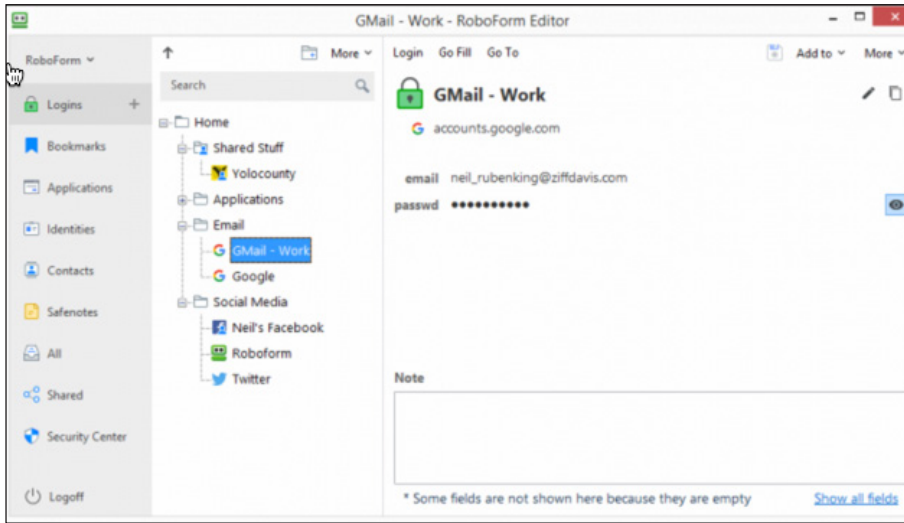 GMail - Work - RoboForm Editor
RoboForm
Logins
Bookmarks
Applications
Identities
Contacts
Safenotes
All
Shared
Security Center
Logoff
More
Search
Home
Shared Stuff
Yolocounty
Applications
Email
GMail - Work
Google
Social Media
Neil's Facebook
Roboform
Twitter
Login Go Fill Go To Add to More
GMail - Work
accounts.google.com
email neil_rubenking@ziffdavis.com
passwd ••••••••••
Note
* Some fields are not shown here because they are empty Show all fields